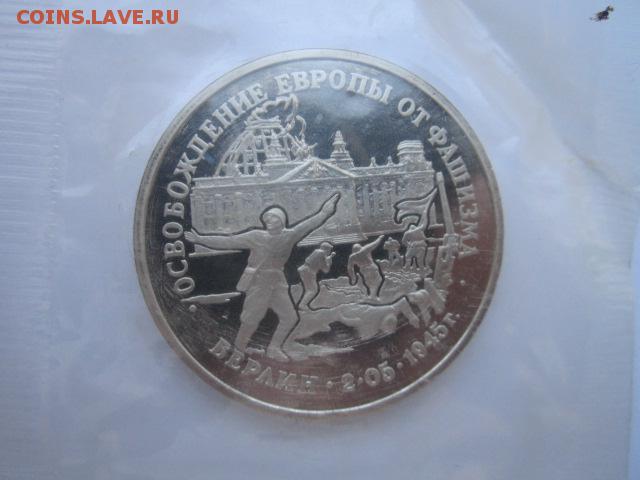 COINS.LAVE.RU
· ОСВОБОЖДЕНИЕ ЕВРОПЫ ОТ ФАШИЗМА ·
БЕРЛИН · 2 · 05 · 1945 г.